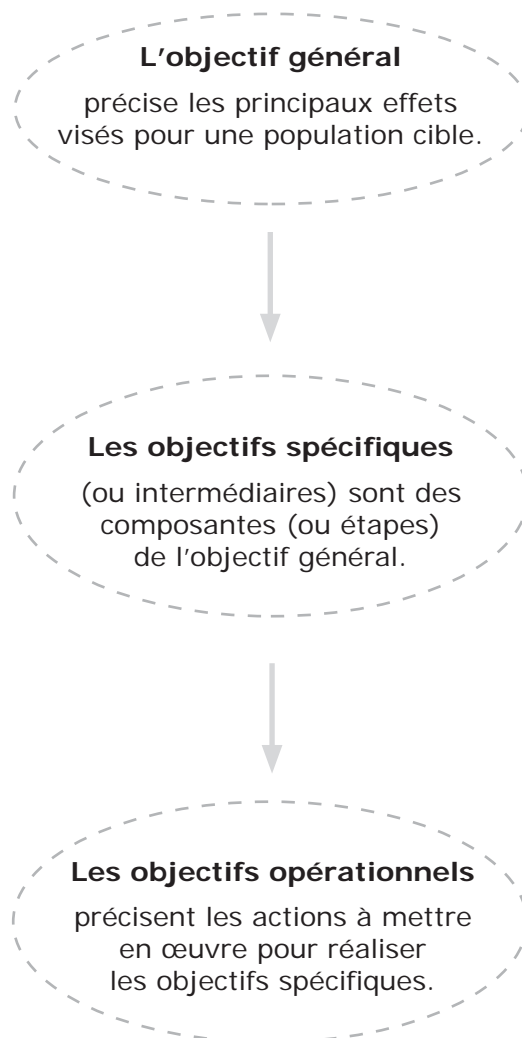 L'objectif général
précise les principaux effets
visés pour une population cible.
Les objectifs spécifiques
(ou intermédiaires) sont des
composantes (ou étapes)
de l'objectif général.
Les objectifs opérationnels
précisent les actions à mettre
en œuvre pour réaliser
les objectifs spécifiques.